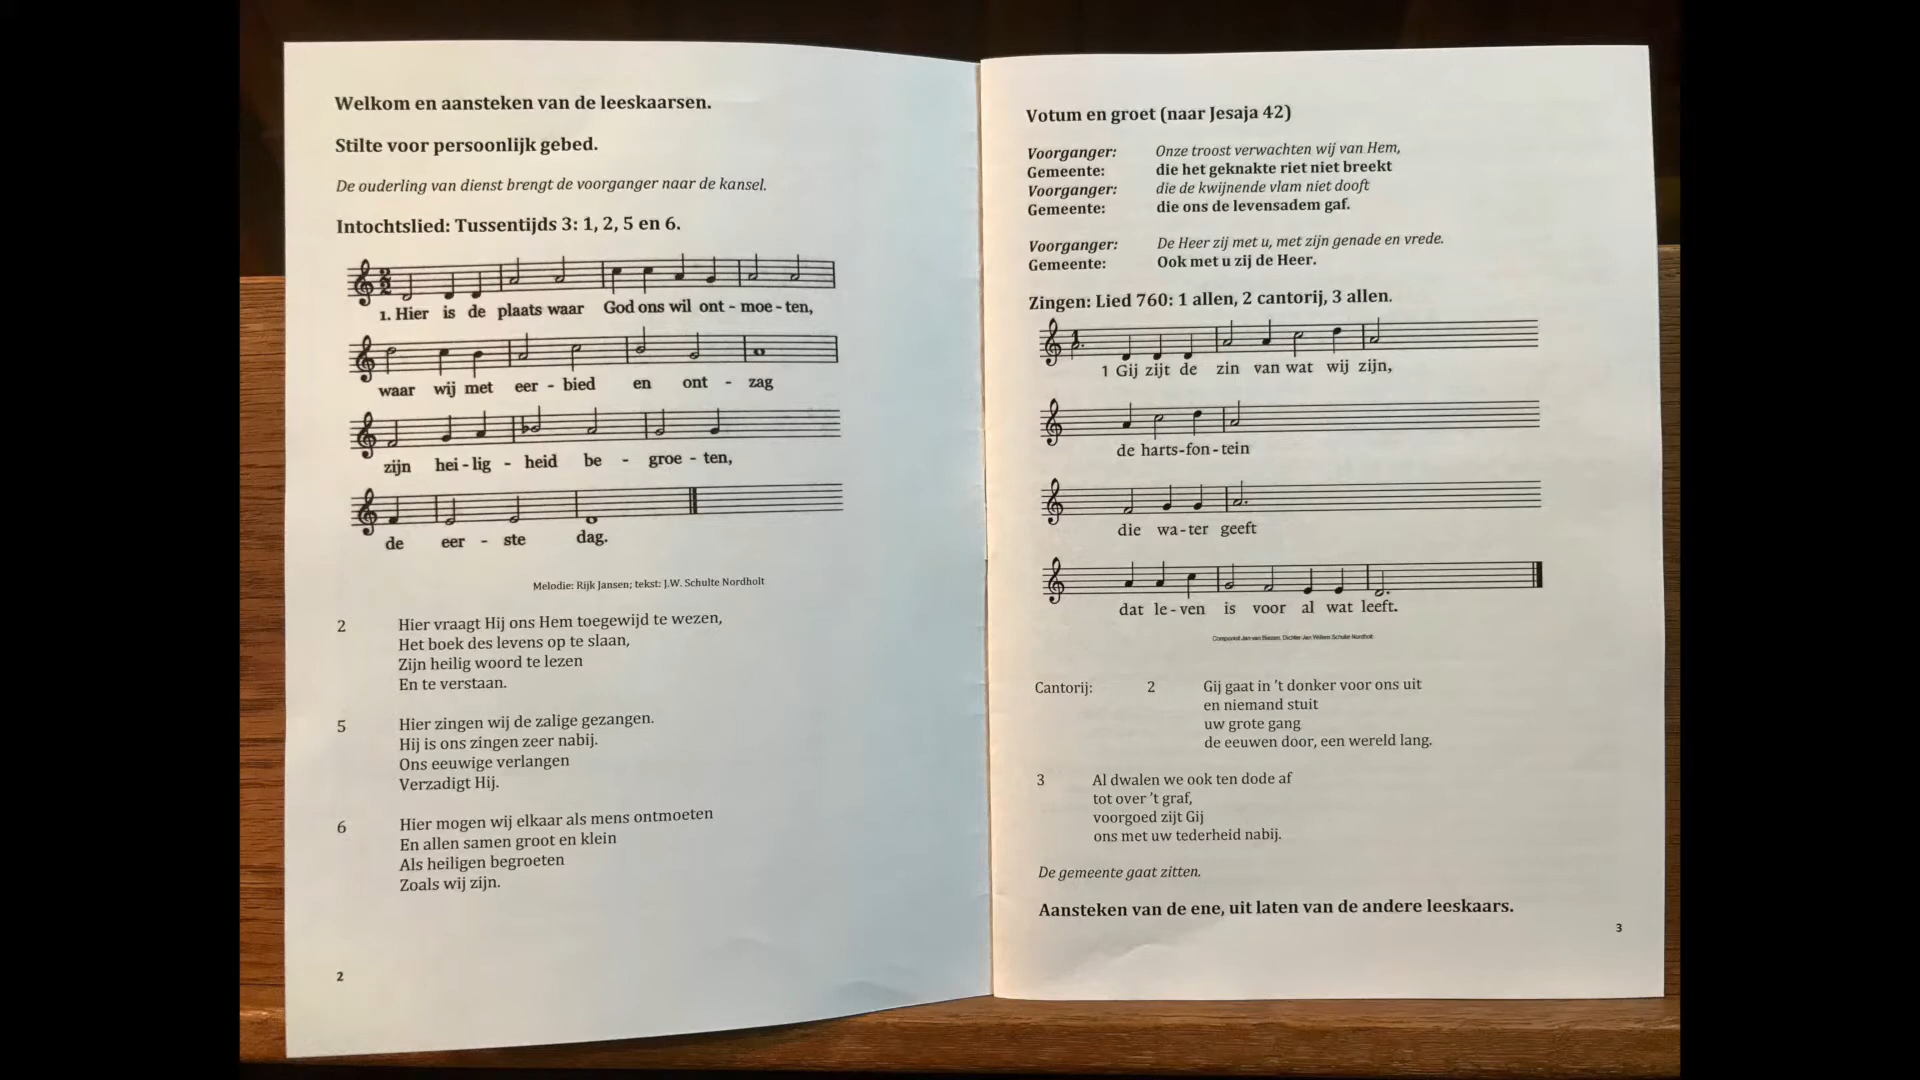 Welkom en aansteken van de leeskaarsen.
Stilte voor persoonlijk gebed.
De ouderling van dienst brengt de voorganger naar de kansel.
Intochtslied: Tussentijds 3: 1, 2, 5 en 6.
1. Hier is de plaats waar God ons wil ont - moe - ten,
waar wij met eer - bied en ont - zag
zijn hei - lig - heid be - groe - ten,
de eer - ste dag.
Melodie: Rijk Jansen; tekst: J.W. Schulte Nordholt
2 Hier vraagt Hij ons Hem toegewijd te wezen,
Het boek des levens op te slaan,
Zijn heilig woord te lezen
En te verstaan.
5 Hier zingen wij de zalige gezangen.
Hij is ons zingen zeer nabij.
Ons eeuwige verlangen
Verzadigt Hij.
6 Hier mogen wij elkaar als mens ontmoeten
En allen samen groot en klein
Als heiligen begroeten
Zoals wij zijn.
2
Votum en groet (naar Jesaja 42)
Voorganger: Onze troost verwachten wij van Hem,
Gemeente: die het geknakte riet niet breekt
Voorganger: die de kwijnende vlam niet dooft
Gemeente: die ons de levensadem gaf.
Voorganger: De Heer zij met u, met zijn genade en vrede.
Gemeente: Ook met u zij de Heer.
Zingen: Lied 760: 1 allen, 2 cantorij, 3 allen.
1 Gij zijt de zin van wat wij zijn,
de harts - fon - tein
die wa - ter geeft
dat le - ven is voor al wat leeft.
Componist Jan van Biezen, Dichter Jan Willem Schulte Nordholt
Cantorij: 2 Gij gaat in 't donker voor ons uit
en niemand stuit
uw grote gang
de eeuwen door, een wereld lang.
3 Al dwalen we ook ten dode af
tot over 't graf,
voorgoed zijt Gij
ons met uw tederheid nabij.
De gemeente gaat zitten.
Aansteken van de ene, uit laten van de andere leeskaars.
3